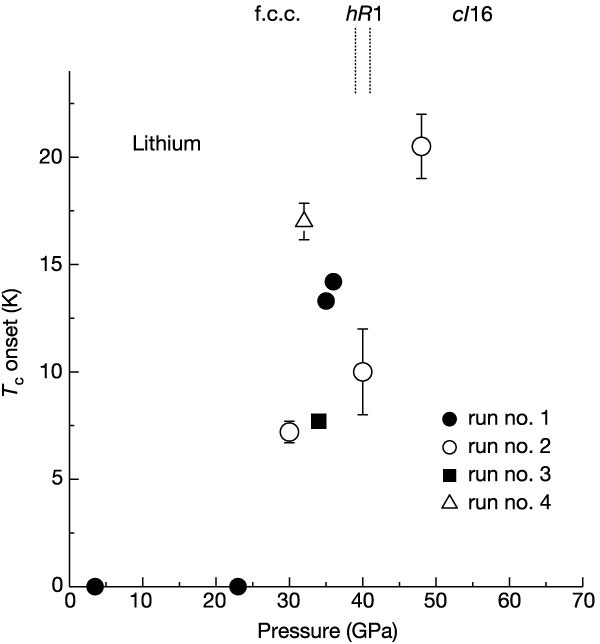 f.c.c. hR1 cI16
Lithium
20
15
10
5
0
Tc onset (K)
run no. 1
run no. 2
run no. 3
run no. 4
0 10 20 30 40 50 60 70
Pressure (GPa)